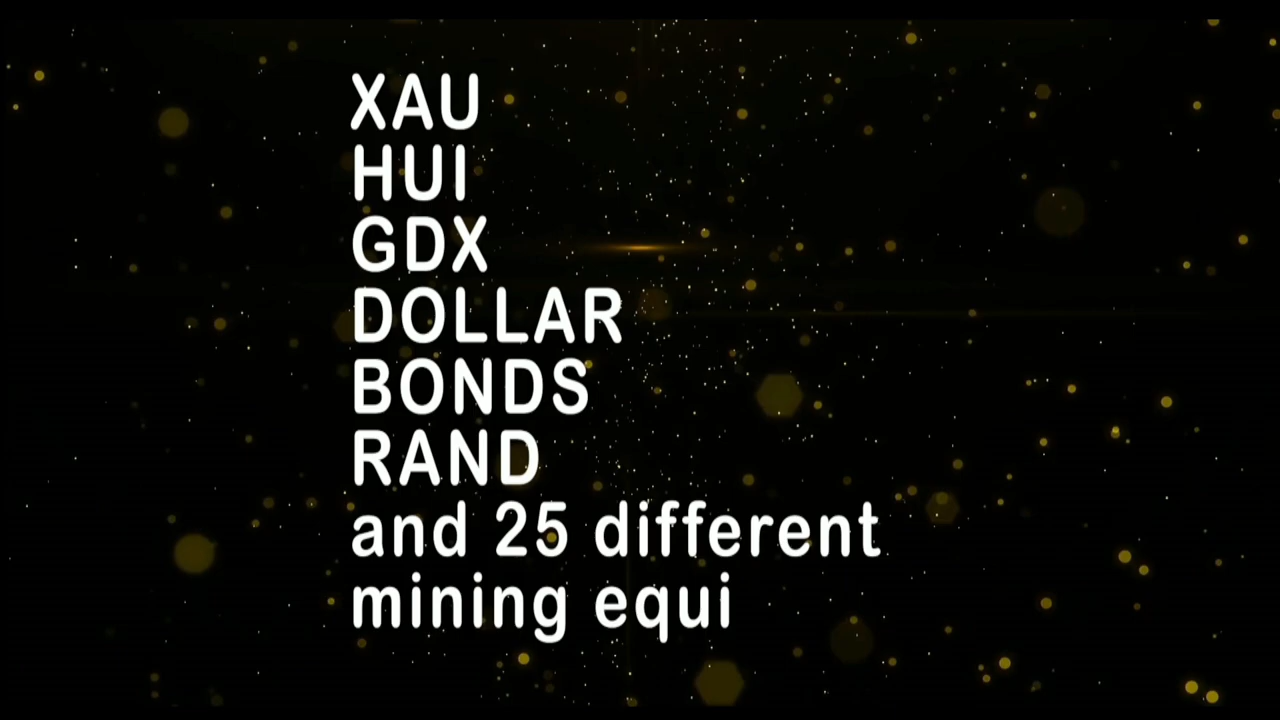 XAU
HUI
GDX
DOLLAR
BONDS
RAND
and 25 different
mining equi